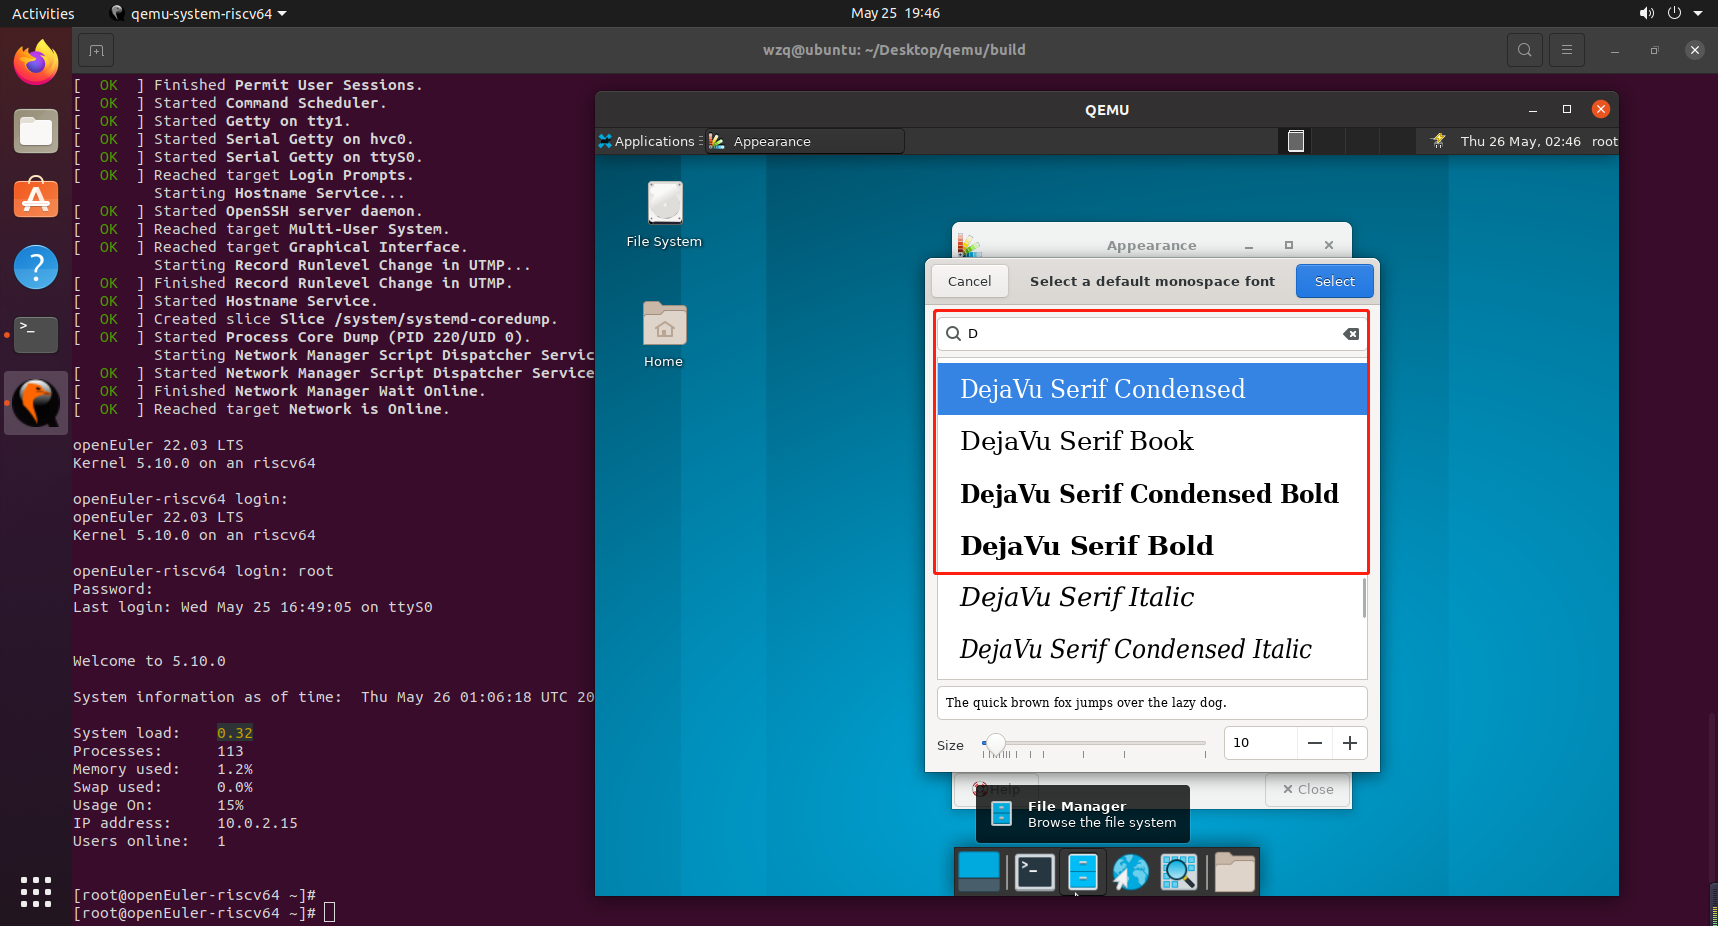 Activities
qemu-system-riscv64
May 25 19:46
wzq@ubuntu: ~/Desktop/qemu/build
[  OK  ] Finished Permit User Sessions.
[  OK  ] Started Command Scheduler.
[  OK  ] Started Getty on tty1.
[  OK  ] Started Serial Getty on hvc0.
[  OK  ] Started Serial Getty on ttyS0.
[  OK  ] Reached target Login Prompts.
Starting Hostname Service...
[  OK  ] Started OpenSSH server daemon.
[  OK  ] Reached target Multi-User System.
[  OK  ] Reached target Graphical Interface.
Starting Record Runlevel Change in UTMP...
[  OK  ] Finished Record Runlevel Change in UTMP.
[  OK  ] Started Hostname Service.
[  OK  ] Created slice Slice /system/systemd-coredump.
[  OK  ] Started Process Core Dump (PID 220/UID 0).
Starting Network Manager Script Dispatcher Servic
[  OK  ] Started Network Manager Script Dispatcher Service
[  OK  ] Finished Network Manager Wait Online.
[  OK  ] Reached target Network is Online.
openEuler 22.03 LTS
Kernel 5.10.0 on an riscv64
openEuler-riscv64 login:
openEuler 22.03 LTS
Kernel 5.10.0 on an riscv64
openEuler-riscv64 login: root
Password:
Last login: Wed May 25 16:49:05 on ttyS0
Welcome to 5.10.0
System information as of time:  Thu May 26 01:06:18 UTC 20
System load:    0.32
Processes:      113
Memory used:    1.2%
Swap used:      0.0%
Usage On:       15%
IP address:     10.0.2.15
Users online:   1
[root@openEuler-riscv64 ~]#
[root@openEuler-riscv64 ~]#
QEMU
Applications
Appearance
Thu 26 May, 02:46
root
File System
Home
Appearance
Cancel
Select a default monospace font
Select
D
DejaVu Serif Condensed
DejaVu Serif Book
DejaVu Serif Condensed Bold
DejaVu Serif Bold
DejaVu Serif Italic
DejaVu Serif Condensed Italic
The quick brown fox jumps over the lazy dog.
Size
10
Help
Close
File Manager
Browse the file system